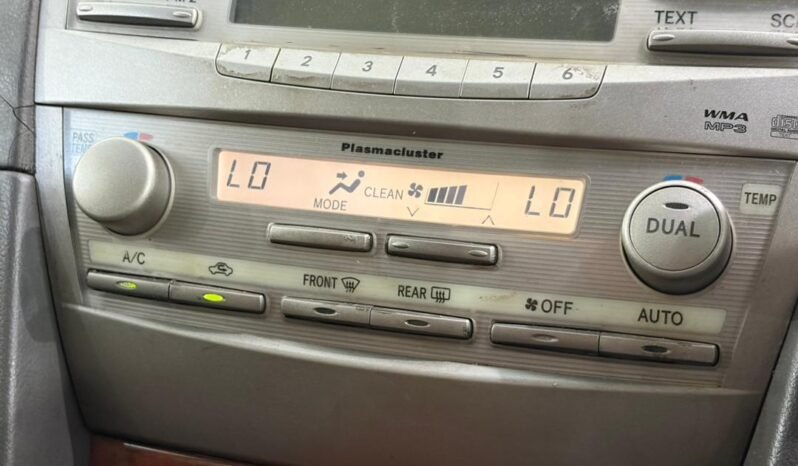 TEXT
1 2 3 4 5 6
WMA
MP3
Plasmacluster
PASS
LO MODE CLEAN LO
DUAL
TEMP
A/C
FRONT REAR
OFF AUTO